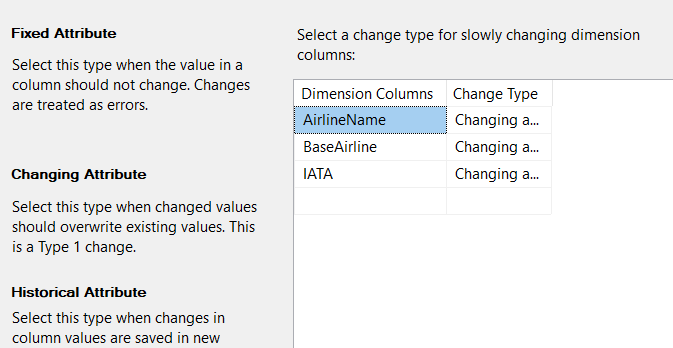 Fixed Attribute
Select this type when the value in a
column should not change. Changes
are treated as errors.
Changing Attribute
Select this type when changed values
should overwrite existing values. This
is a Type 1 change.
Historical Attribute
Select this type when changes in
column values are saved in new
Select a change type for slowly changing dimension
columns:
Dimension Columns Change Type
AirlineName Changing a...
BaseAirline Changing a...
IATA Changing a...